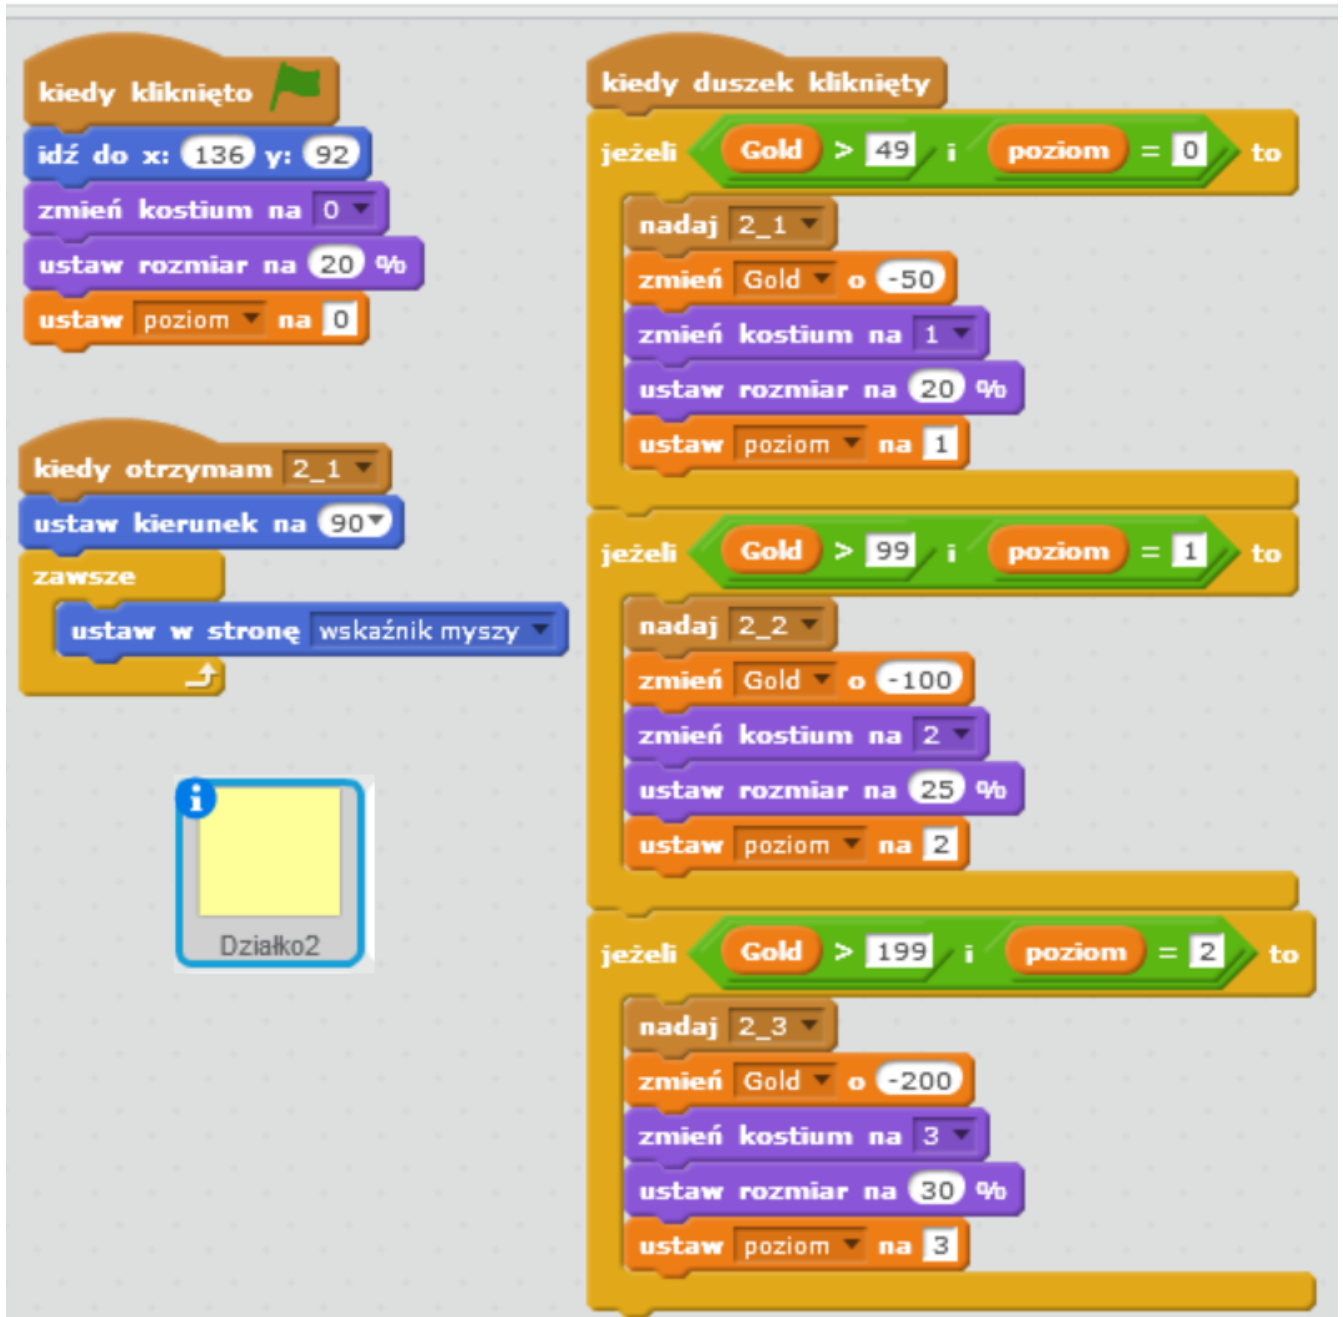 kiedy kliknięto
idź do x: 136 y: 92
zmień kostium na 0
ustaw rozmiar na 20 %
ustaw poziom na 0
kiedy otrzymam 2_1
ustaw kierunek na 90
zawsze
ustaw w stronę wskaźnik myszy
i
Działko2
kiedy duszek kliknięty
jeżeli Gold > 49 i poziom = 0 to
nadaj 2_1
zmień Gold o -50
zmień kostium na 1
ustaw rozmiar na 20 %
ustaw poziom na 1
jeżeli Gold > 99 i poziom = 1 to
nadaj 2_2
zmień Gold o -100
zmień kostium na 2
ustaw rozmiar na 25 %
ustaw poziom na 2
jeżeli Gold > 199 i poziom = 2 to
nadaj 2_3
zmień Gold o -200
zmień kostium na 3
ustaw rozmiar na 30 %
ustaw poziom na 3